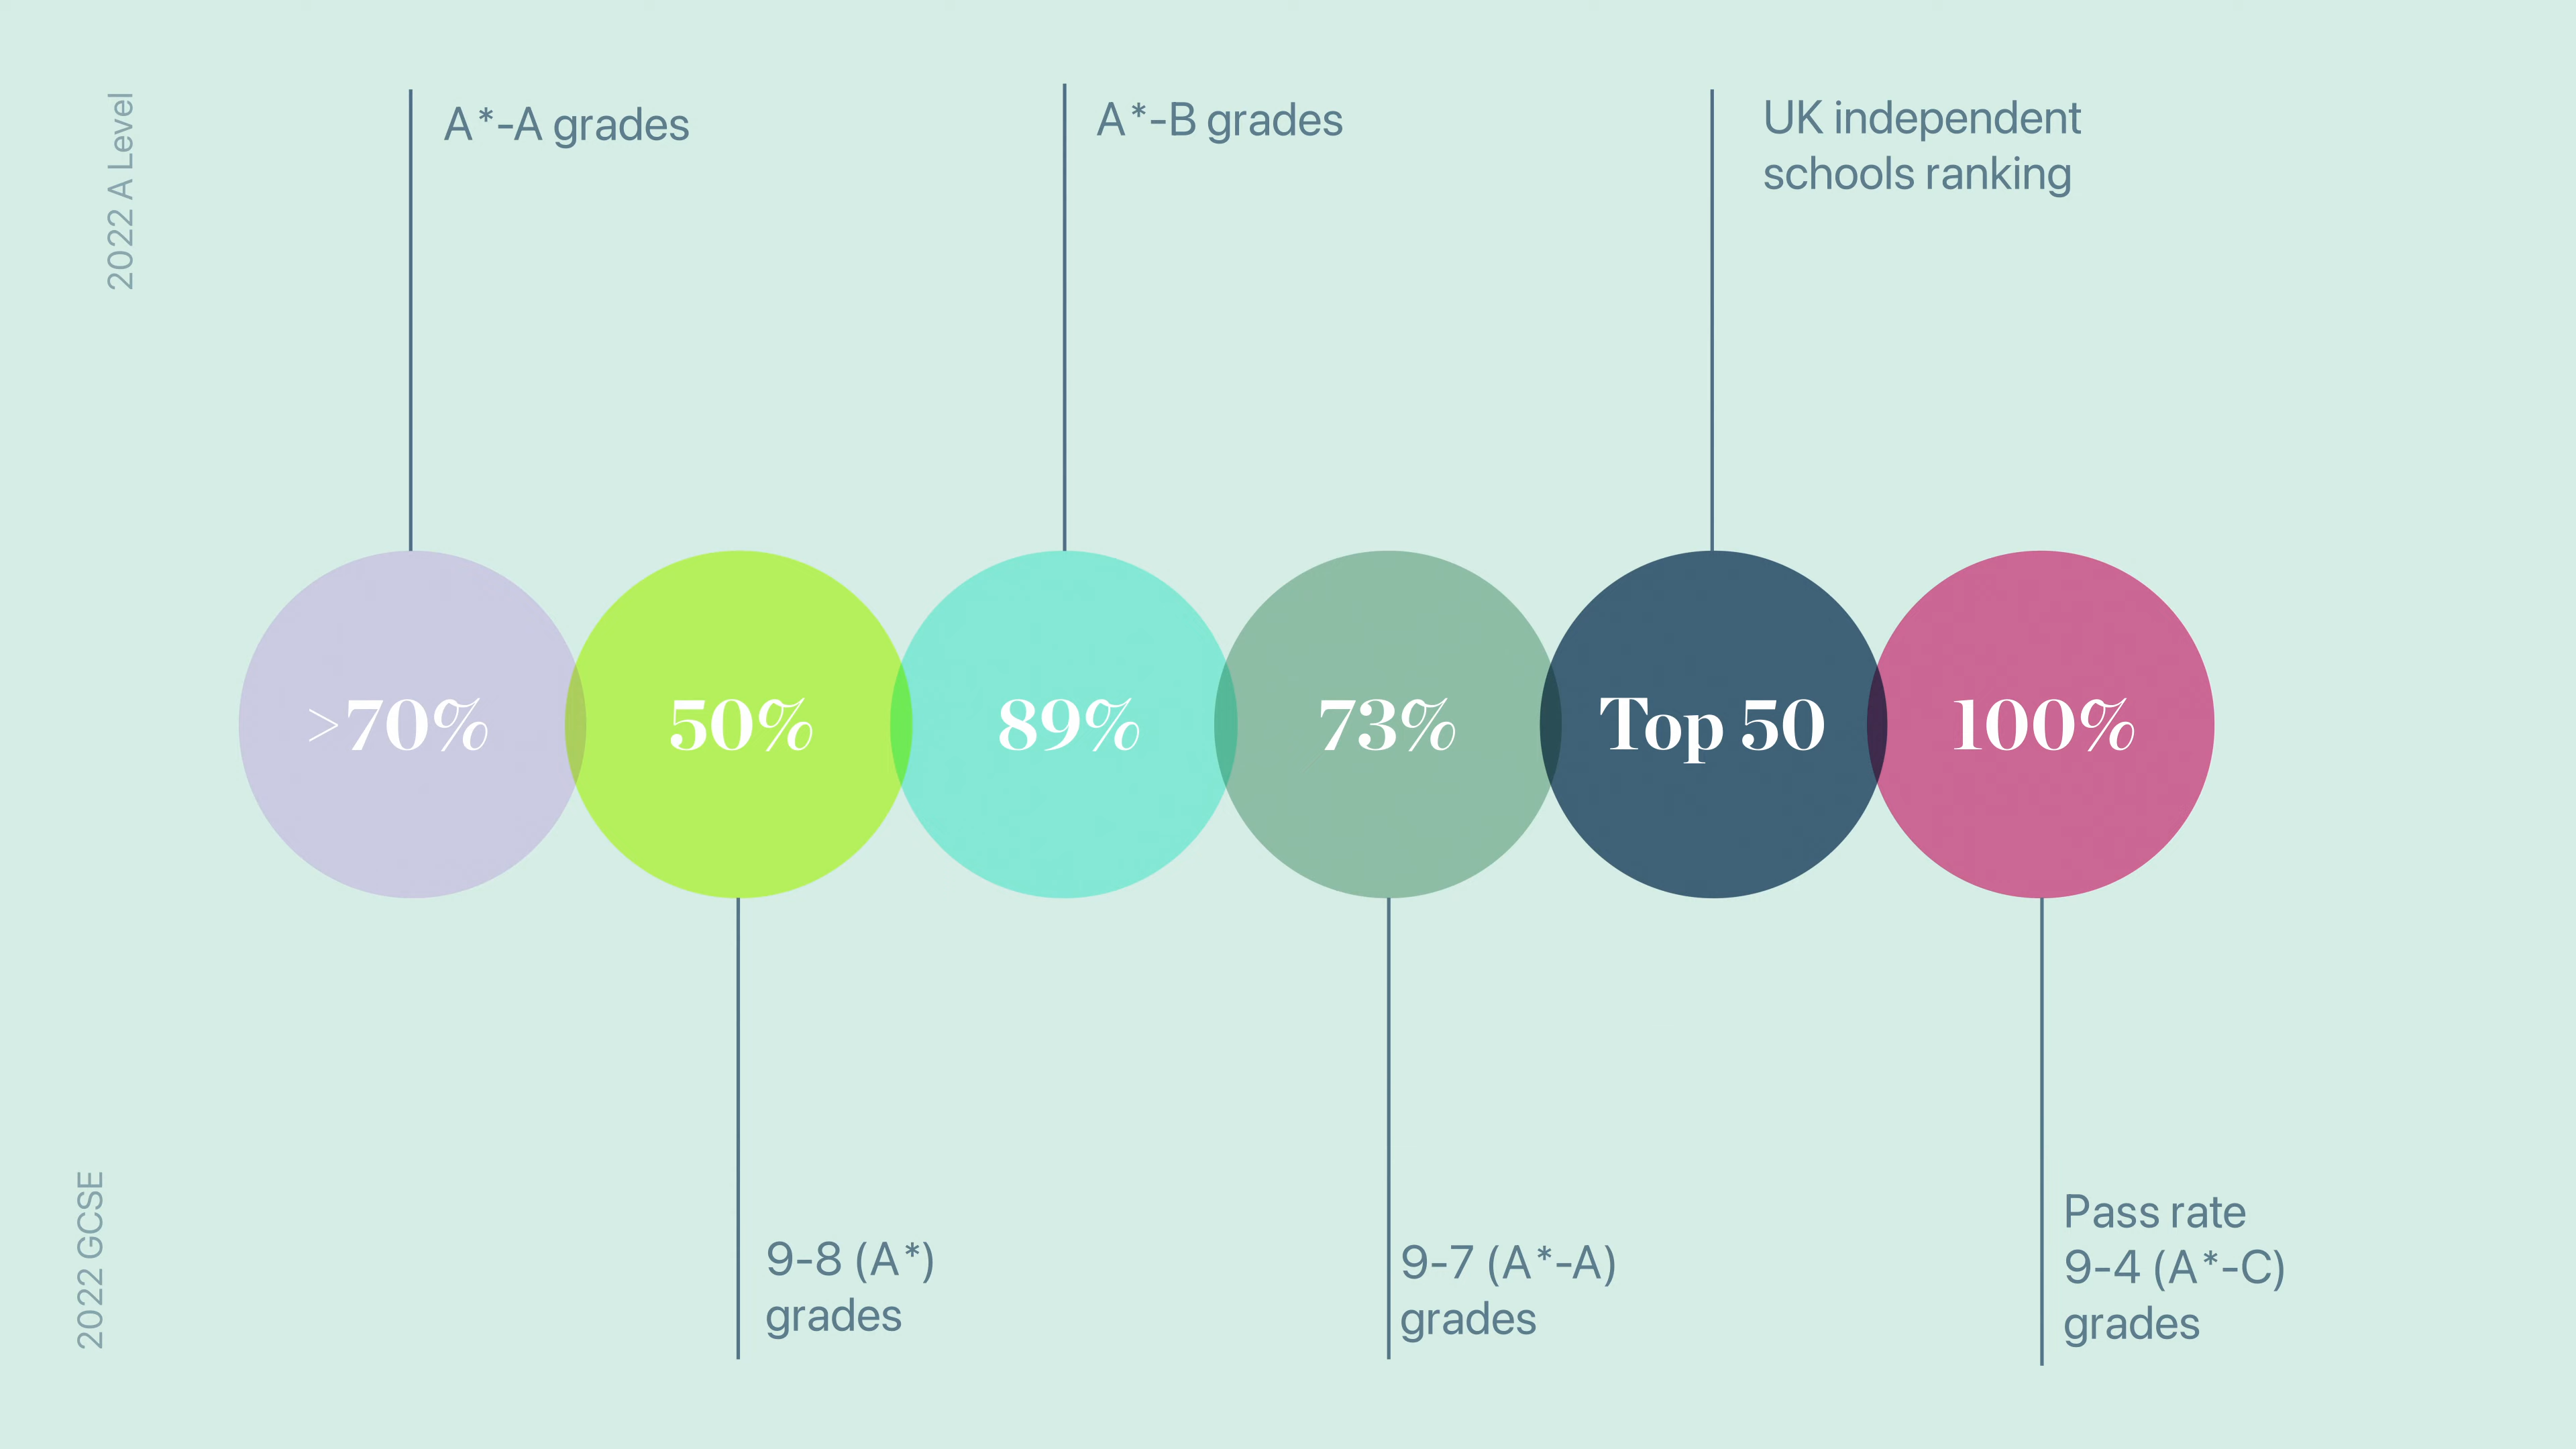 2022 A Level
A*-A grades
A*-B grades
UK independent
schools ranking
>70%
50%
89%
73%
Top 50
100%
2022 GCSE
9-8 (A*)
grades
9-7 (A*-A)
grades
Pass rate
9-4 (A*-C)
grades